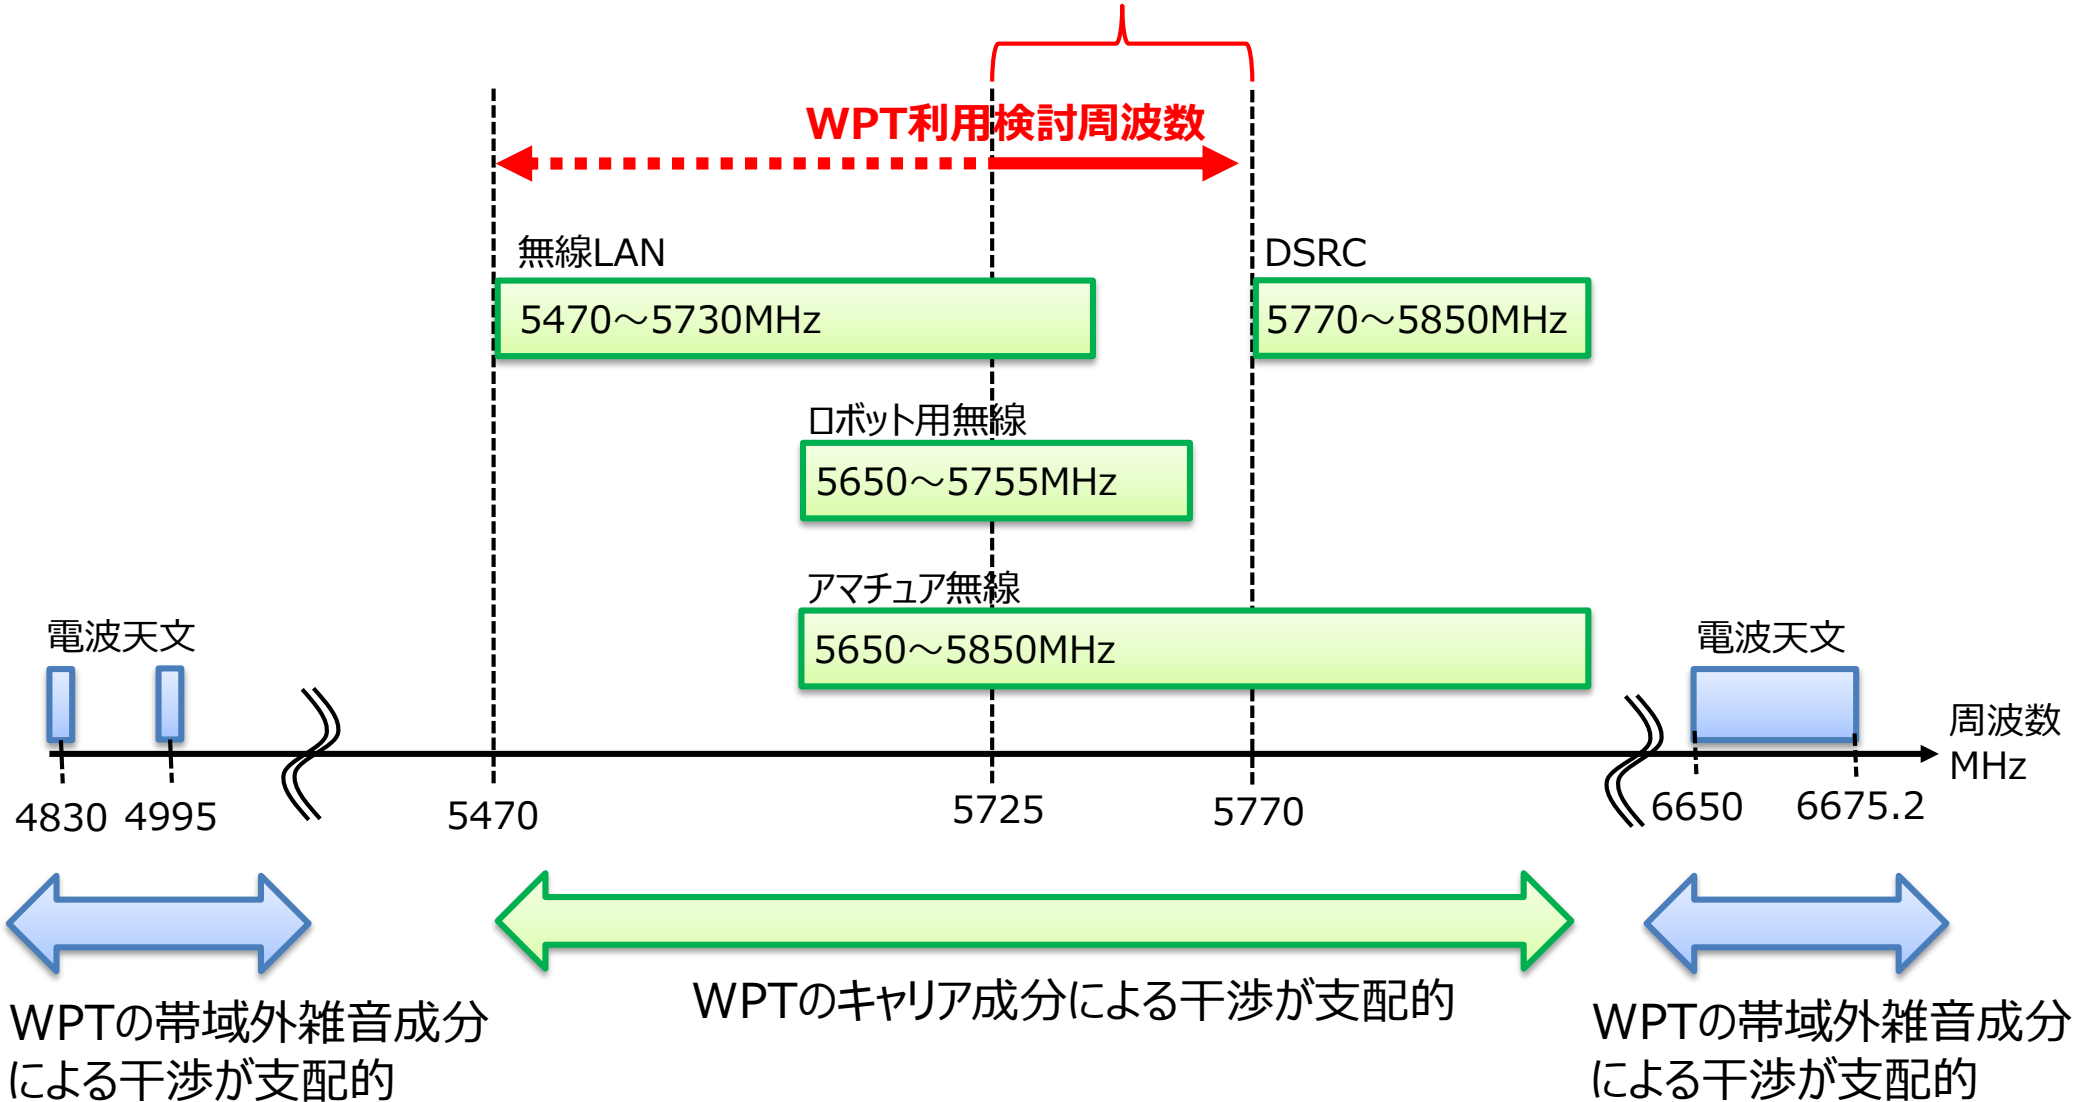 WPT利用検討周波数
無線LAN
DSRC
5470～5730MHz
5770～5850MHz
ロボット用無線
5650～5755MHz
アマチュア無線
5650～5850MHz
電波天文
電波天文
周波数
MHz
4830
4995
5470
5725
5770
6650
6675.2
WPTのキャリア成分による干渉が支配的
WPTの帯域外雑音成分
による干渉が支配的
WPTの帯域外雑音成分
による干渉が支配的